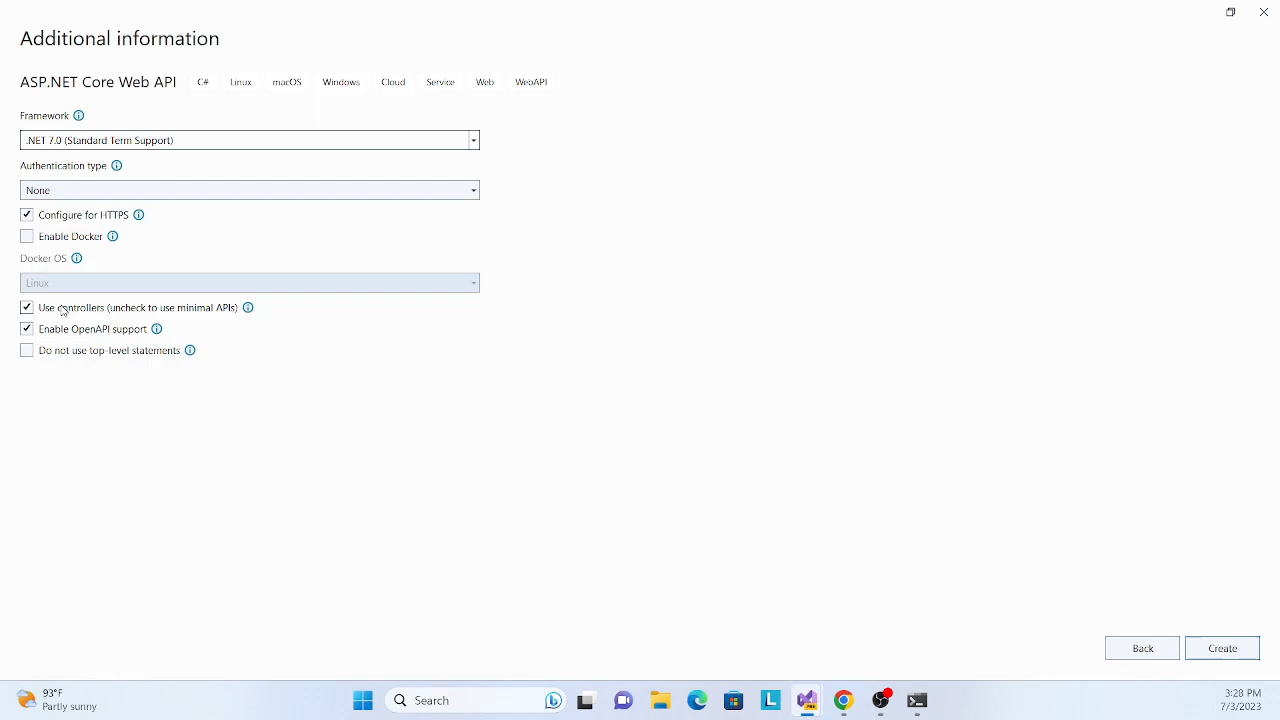 Additional information
ASP.NET Core Web API C# Linux macOS Windows Cloud Service Web WebAPI
Framework
.NET 7.0 (Standard Term Support)
Authentication type
None
Configure for HTTPS
Enable Docker
Docker OS
Linux
Use controllers (uncheck to use minimal APIs)
Enable OpenAPI support
Do not use top-level statements
Back Create
93°F
Partly sunny
Search
3:28 PM
7/3/2023